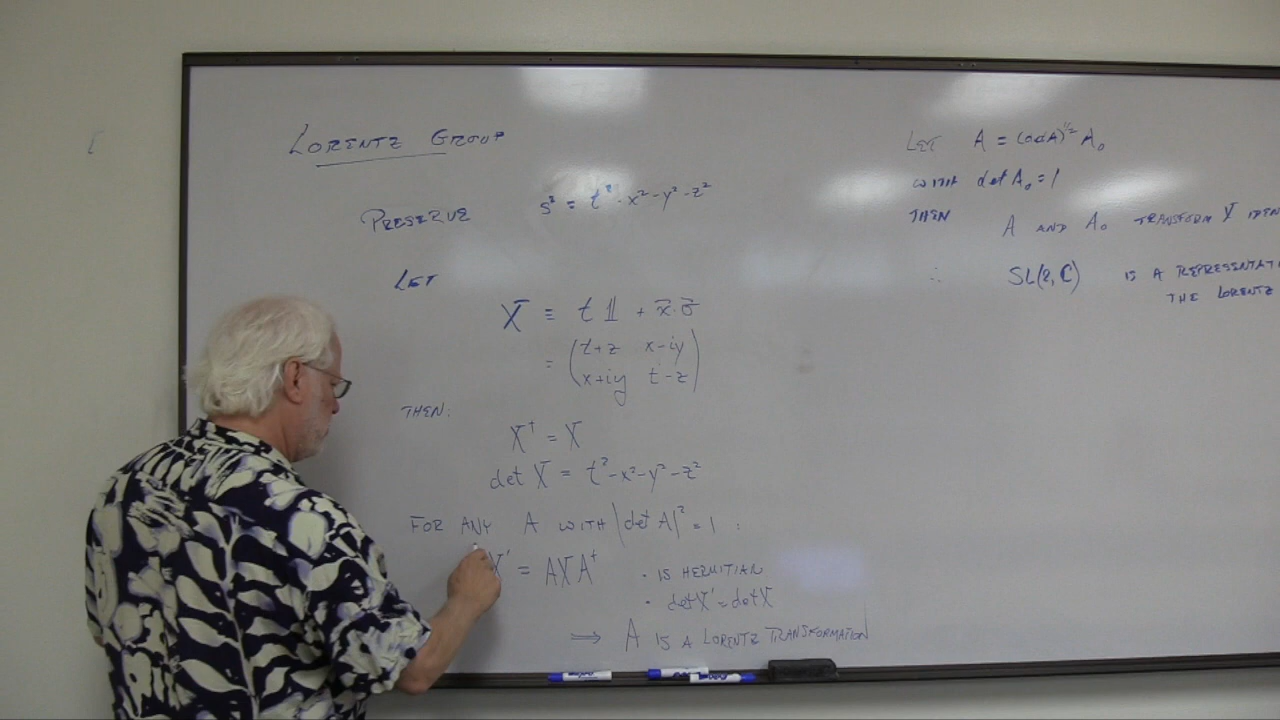 LORENTZ GROUP
PRESERVE s² = t² - x² - y² - z²
LET
X ≡ t 𝟙 + x⃗·σ⃗
= (t+z x-iy
x+iy t-z)
THEN:
X† = X
det X = t² - x² - y² - z²
FOR ANY A WITH |det A|² = 1 :
X' = AXA† · IS HERMITIAN
· det X' = det X
⟹ A IS A LORENTZ TRANSFORMATION
LET A = (det A)^½ A₀
WITH det A₀ = 1
THEN A AND A₀ TRANSFORM X IDEN
∴ SL(2,C) IS A REPRESENTATI
THE LORENTZ